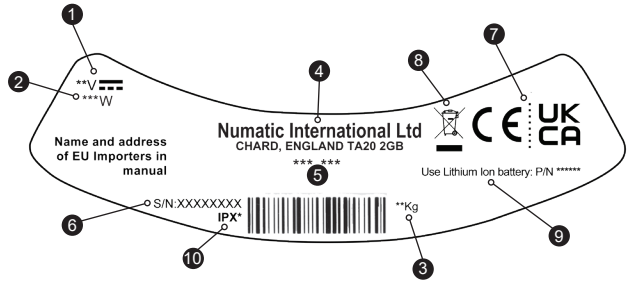 1
**V
2
***W
Name and address
of EU Importers in
manual
4
Numatic International Ltd
CHARD, ENGLAND TA20 2GB
*** ***
5
8
7
CE
UK
CA
Use Lithium Ion battery: P/N ******
9
6
S/N:XXXXXXXX
IPX*
10
**Kg
3